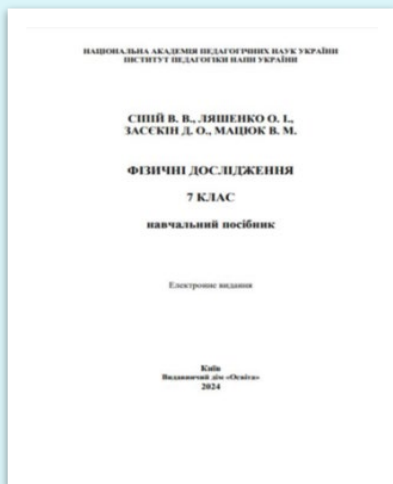 НАЦІОНАЛЬНА АКАДЕМІЯ ПЕДАГОГІЧНИХ НАУК УКРАЇНИ
ІНСТИТУТ ПЕДАГОГІКИ НАПН УКРАЇНИ
СІПІЙ В. В., ЛЯШЕНКО О. І.,
ЗАСЄКІН Д. О., МАЦЮК В. М.
ФІЗИЧНІ ДОСЛІДЖЕННЯ
7 КЛАС
навчальний посібник
Електронне видання
Київ
Видавничий дім «Освіта»
2024